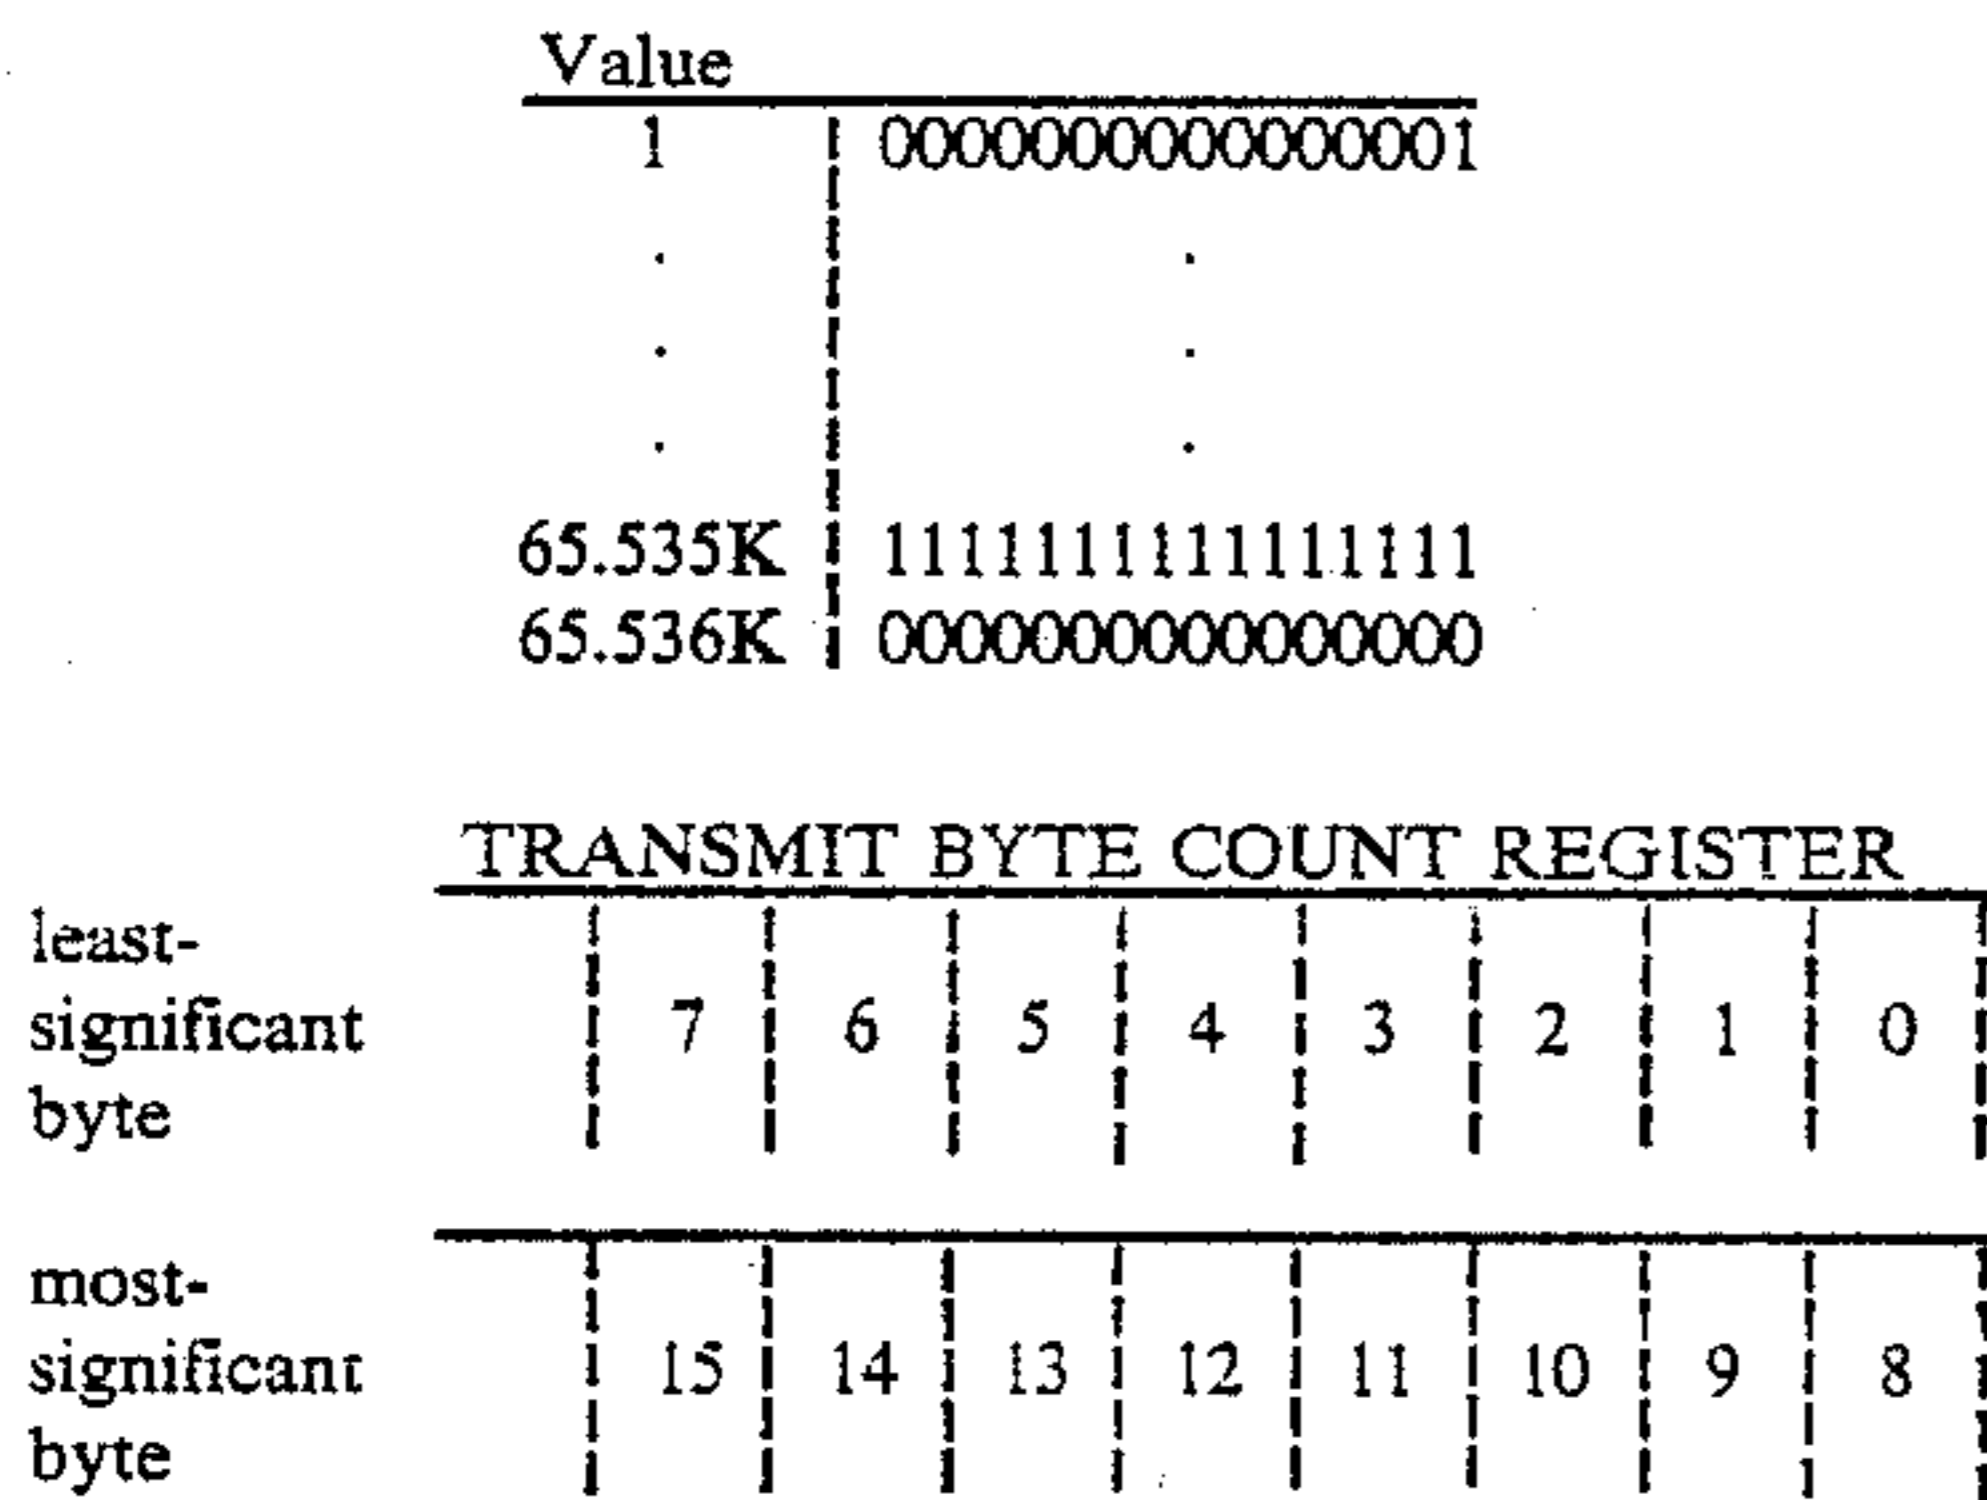 Value
1 0000000000000001
. .
. .
. .
65.535K 1111111111111111
65.536K 0000000000000000
TRANSMIT BYTE COUNT REGISTER
least-
significant 7 6 5 4 3 2 1 0
byte
most-
significant 15 14 13 12 11 10 9 8
byte